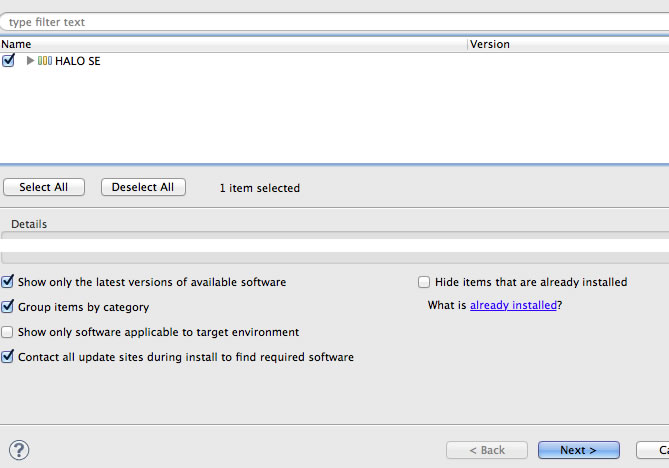 type filter text
Name Version
HALO SE
Select All Deselect All 1 item selected
Details
Show only the latest versions of available software Hide items that are already installed
Group items by category What is already installed?
Show only software applicable to target environment
Contact all update sites during install to find required software
? < Back Next > Ca